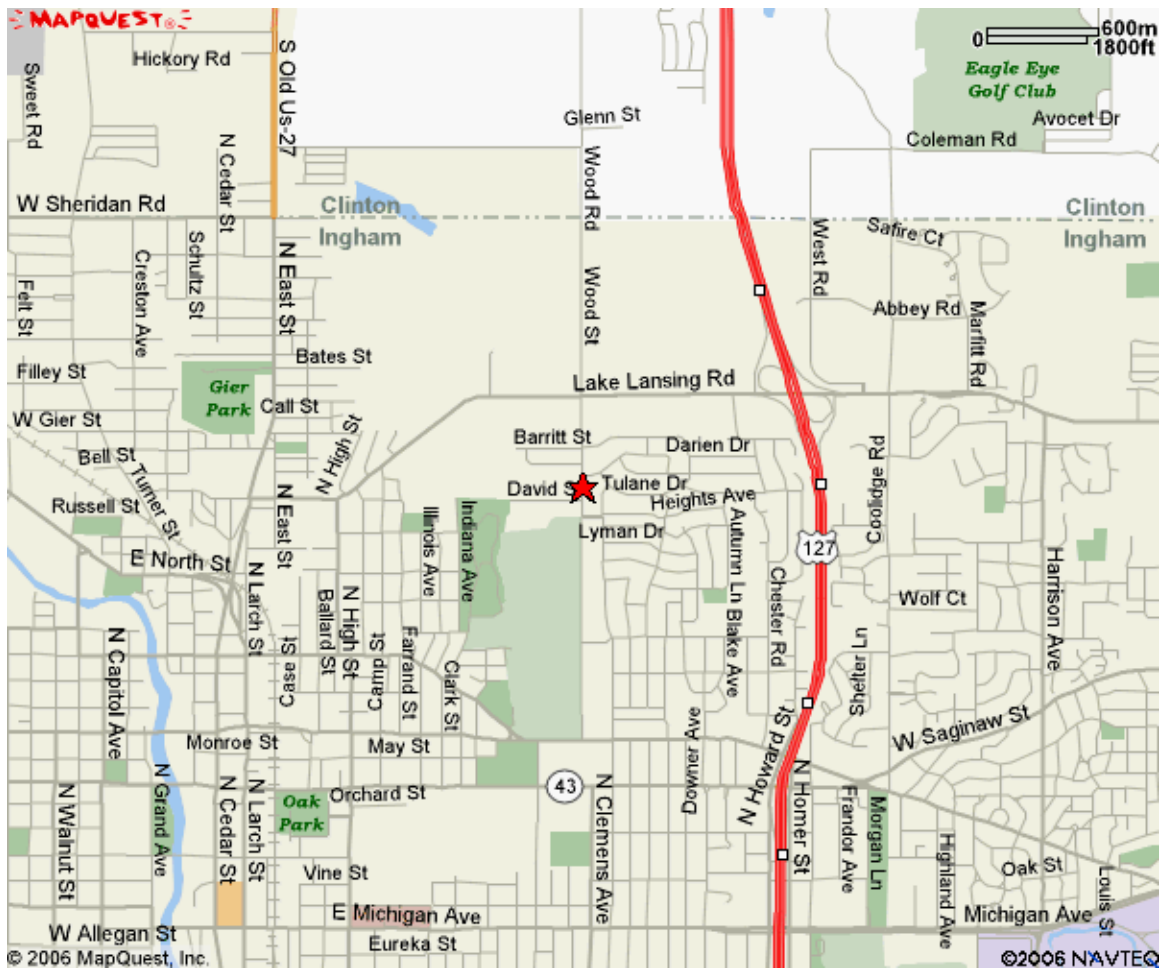 MAPQUEST®
600m
0
1800ft
Hickory Rd
Sweet Rd
S Old Us-27
Eagle Eye
Golf Club
Glenn St
Avocet Dr
Coleman Rd
N Cedar St
Wood Rd
W Sheridan Rd
Clinton
Ingham
Clinton
Ingham
Safire Ct
West Rd
Schultz St
Creston Ave
N East St
Felt St
Wood St
Abbey Rd
Marfitt Rd
Bates St
Filley St
Gier
Park
Lake Lansing Rd
Call St
W Gier St
N High St
Barritt St
Darien Dr
Bell St
Turner St
Coolidge Rd
David S
Tulane Dr
Heights Ave
Russell St
N East St
Illinois Ave
Indiana Ave
Lyman Dr
Autumn Ln
127
E North St
N Larch St
Harrison Ave
Chester Rd
Ballard St
N High St
Wolf Ct
N Capitol Ave
Case St
Camp St
Farrand St
Clark St
Blake Ave
Shelter Ln
W Saginaw St
Monroe St
May St
Downer Ave
N Howard St
43
N Grand Ave
N Walnut St
N Cedar St
N Larch St
Oak
Park
Orchard St
N Clemens Ave
N Homer St
Frandor Ave
Morgan Ln
Highland Ave
Vine St
Oak St
Louis St
E Michigan Ave
Michigan Ave
W Allegan St
Eureka St
© 2006 MapQuest, Inc.
©2006 NAVTEQ